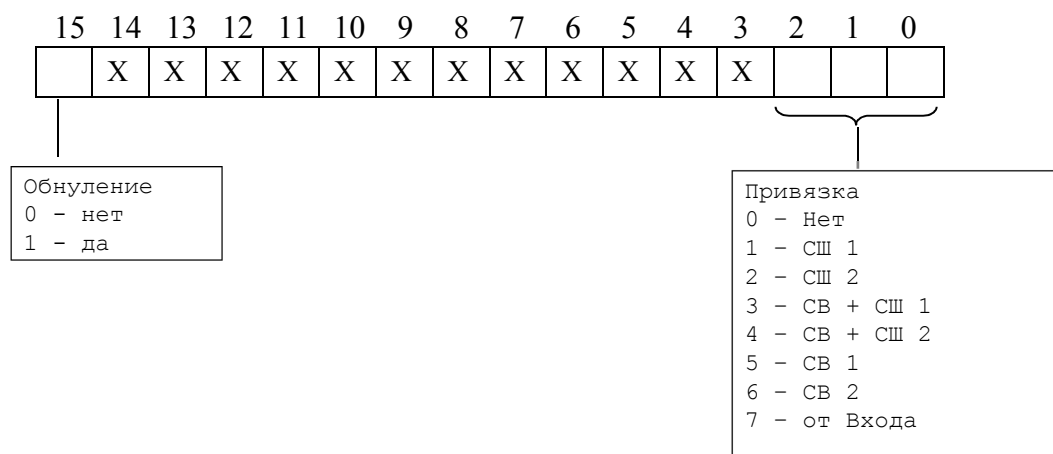 15 14 13 12 11 10 9 8 7 6 5 4 3 2 1 0
X X X X X X X X X X X X
Обнуление
0 - нет
1 - да
Привязка
0 – Нет
1 – СШ 1
2 – СШ 2
3 – СВ + СШ 1
4 – СВ + СШ 2
5 – СВ 1
6 – СВ 2
7 – от Входа